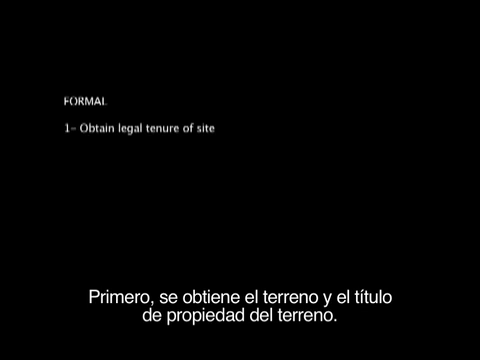 FORMAL
1- Obtain legal tenure of site
Primero, se obtiene el terreno y el título
de propiedad del terreno.